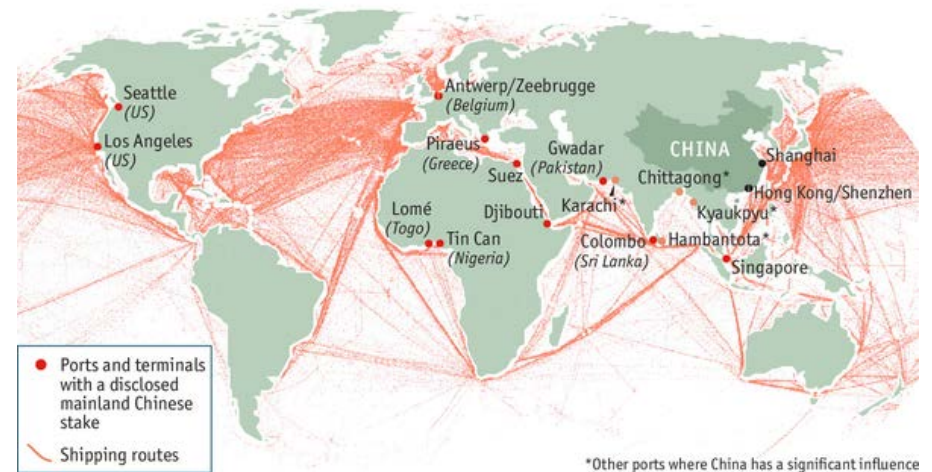 Seattle
(US)
Los Angeles
(US)
Antwerp/Zeebrugge
(Belgium)
Piraeus
(Greece)
Suez
Gwadar
(Pakistan)
Karachi*
CHINA
Chittagong*
Shanghai
Hong Kong/Shenzhen
Kyaukpyu*
Lomé
(Togo)
Tin Can
(Nigeria)
Djibouti
Colombo
(Sri Lanka)
Hambantota*
Singapore
Ports and terminals
with a disclosed
mainland Chinese
stake
Shipping routes
*Other ports where China has a significant influence